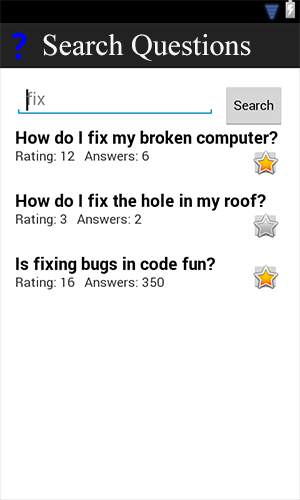 ? Search Questions
fix
Search
How do I fix my broken computer?
Rating: 12 Answers: 6
How do I fix the hole in my roof?
Rating: 3 Answers: 2
Is fixing bugs in code fun?
Rating: 16 Answers: 350